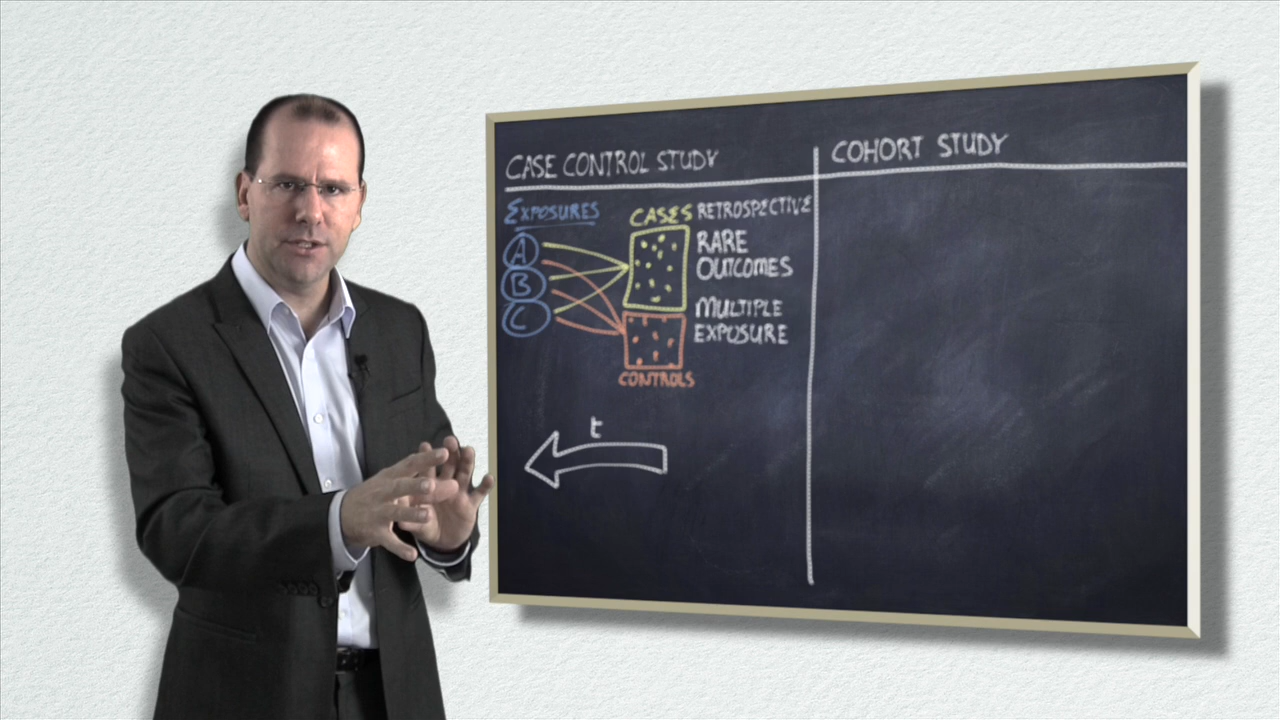 CASE CONTROL STUDY
COHORT STUDY
EXPOSURES
A
B
C
CASES
CONTROLS
RETROSPECTIVE
RARE
OUTCOMES
MULTIPLE
EXPOSURE
t